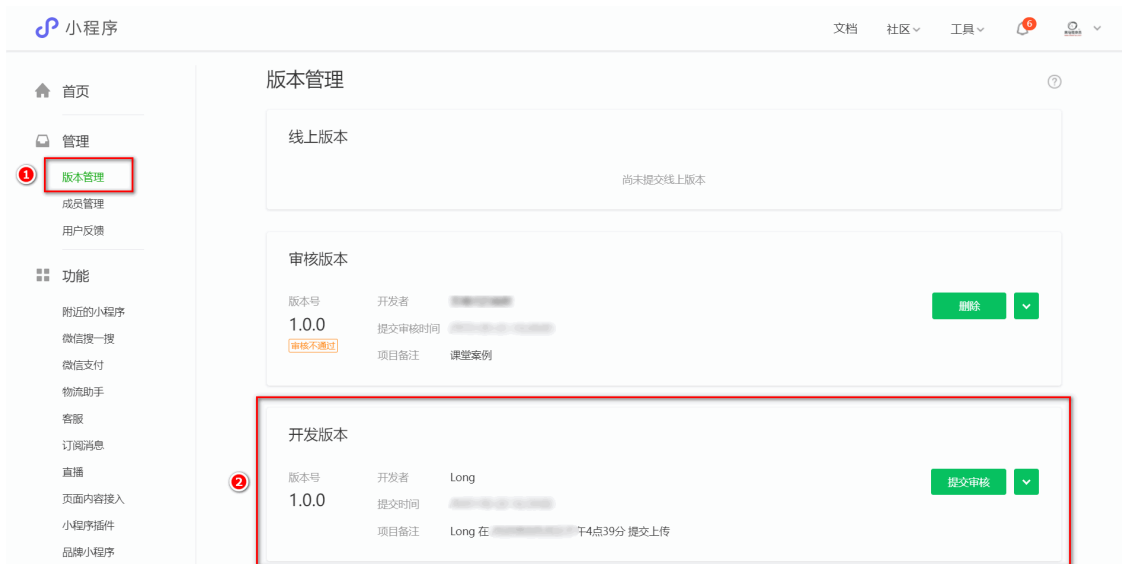 小程序
文档
社区
工具
6
首页
管理
1
版本管理
成员管理
用户反馈
功能
附近的小程序
微信搜一搜
微信支付
物流助手
客服
订阅消息
直播
页面内容接入
小程序插件
品牌小程序
版本管理
?
线上版本
尚未提交线上版本
审核版本
版本号
1.0.0
审核不通过
开发者
提交审核时间
项目备注 课堂案例
删除
2
开发版本
版本号
1.0.0
开发者 Long
提交时间
项目备注 Long 在 午4点39分 提交上传
提交审核